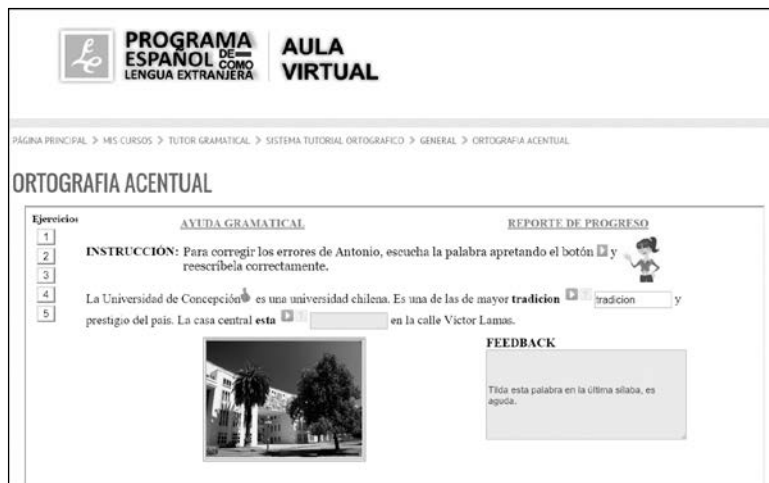 PROGRAMA
ESPAÑOL DE COMO
LENGUA EXTRANJERA
AULA
VIRTUAL
PÁGINA PRINCIPAL > MIS CURSOS > TUTOR GRAMATICAL > SISTEMA TUTORIAL ORTOGRAFICO > GENERAL > ORTOGRAFIA ACENTUAL
ORTOGRAFIA ACENTUAL
Ejercicios
1
2
3
4
5
AYUDA GRAMATICAL
REPORTE DE PROGRESO
INSTRUCCIÓN: Para corregir los errores de Antonio, escucha la palabra apretando el botón y
reescríbela correctamente.
La Universidad de Concepción es una universidad chilena. Es una de las de mayor tradicion tradicion y
prestigio del país. La casa central esta en la calle Víctor Lamas.
FEEDBACK
Tilda esta palabra en la última sílaba, es
aguda.